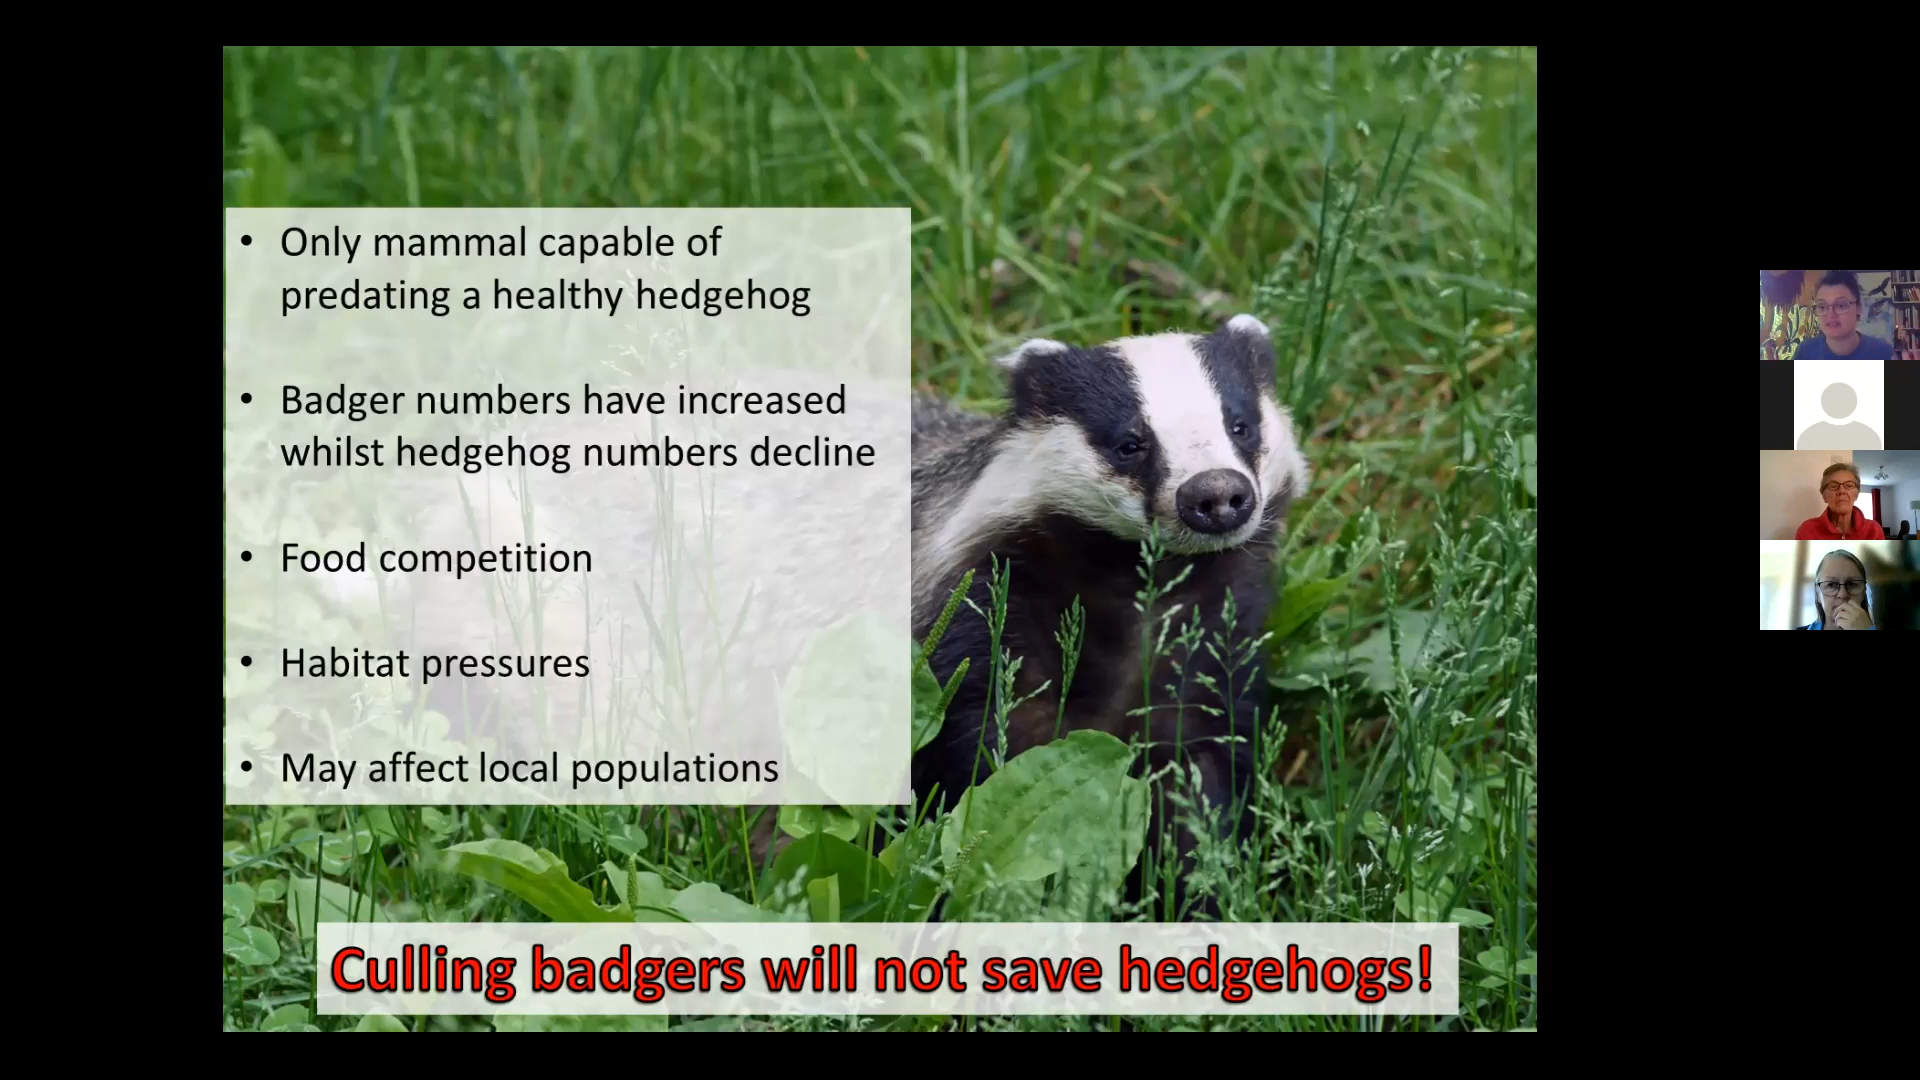 • Only mammal capable of
predating a healthy hedgehog
• Badger numbers have increased
whilst hedgehog numbers decline
• Food competition
• Habitat pressures
• May affect local populations
Culling badgers will not save hedgehogs!